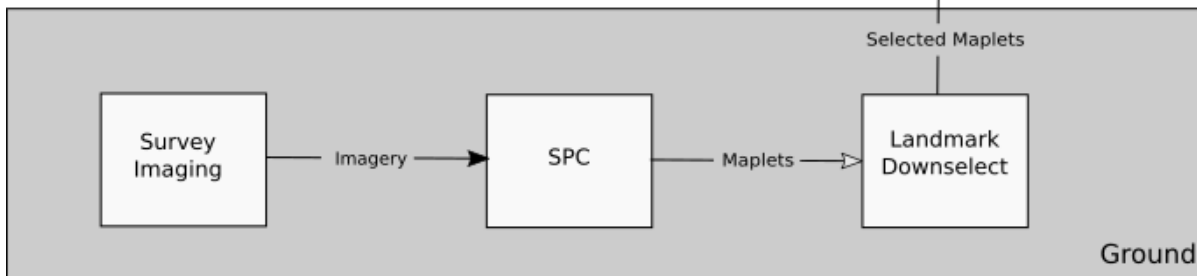 Selected Maplets
Survey
Imaging
Imagery
SPC
Maplets
Landmark
Downselect
Ground